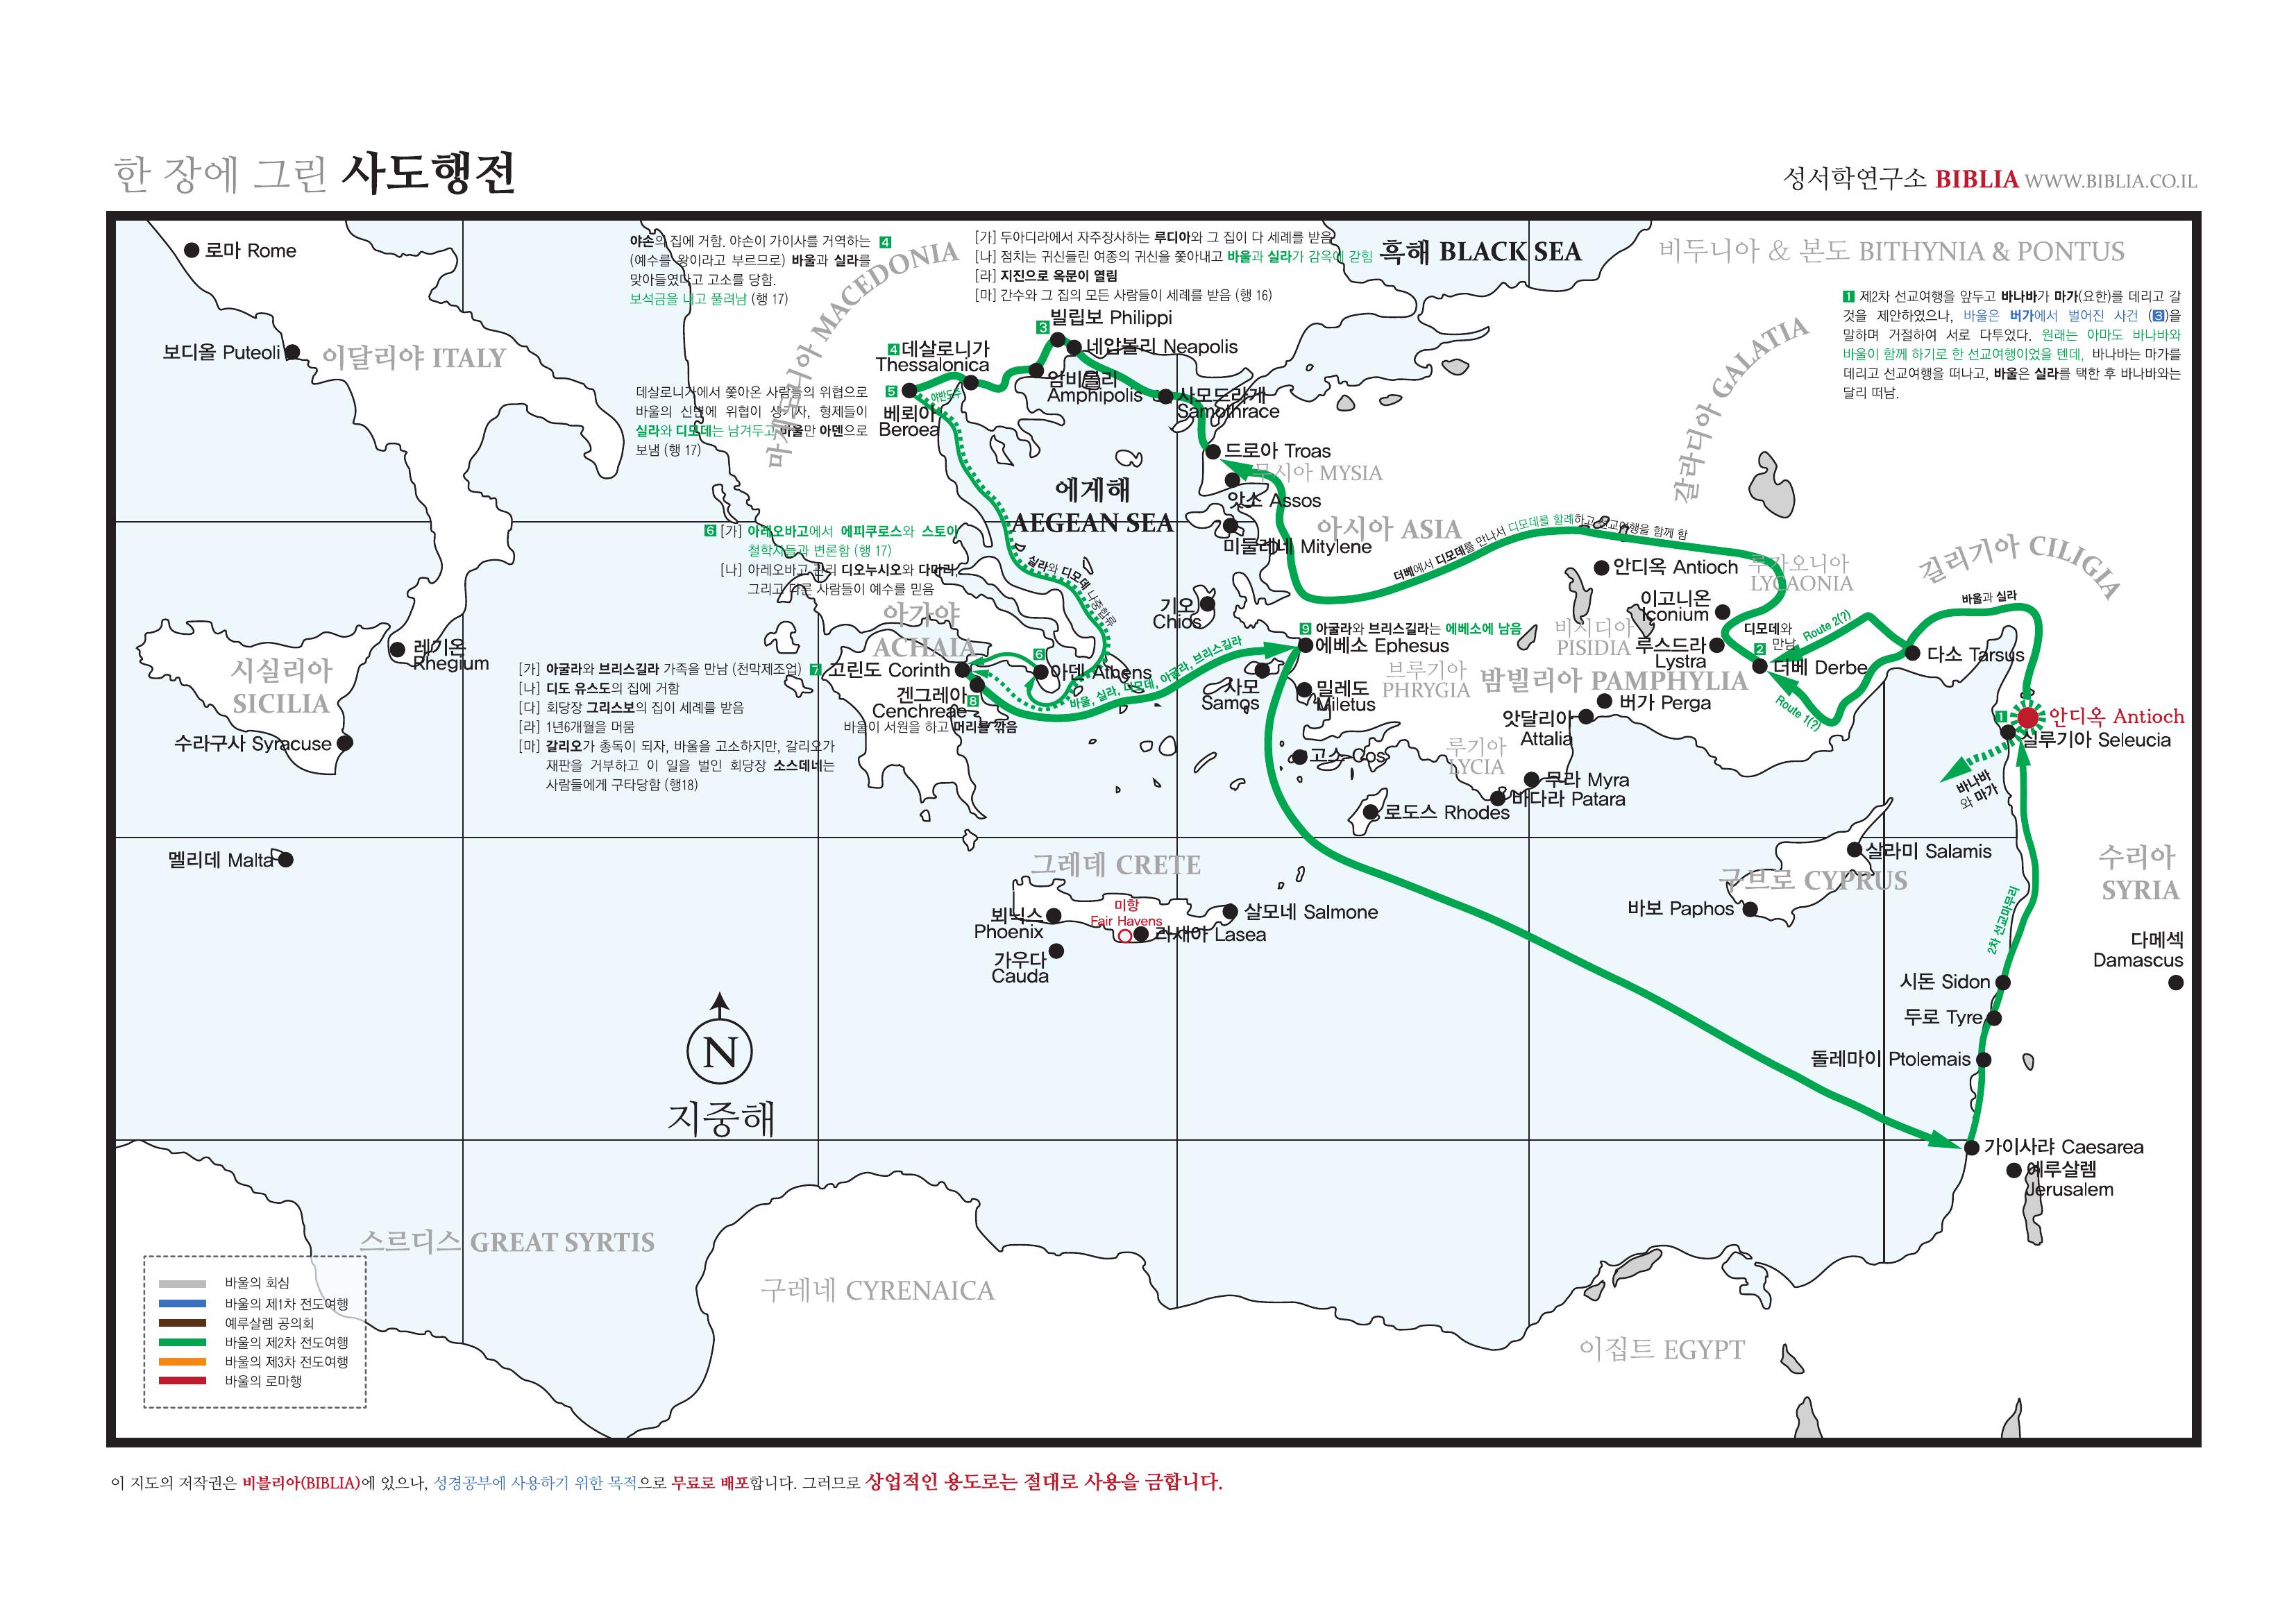 한 장에 그린 사도행전
성서학연구소 BIBLIA WWW.BIBLIA.CO.IL
로마 Rome
보디올 Puteoli
이달리야 ITALY
야손의 집에 거함. 야손이 가이사를 거역하는 4
(예수를 왕이라고 부르므로) 바울과 실라를
맞아들였다고 고소를 당함.
보석금을 내고 풀려남 (행 17)
마게도니아 MACEDONIA
[가] 두아디라에서 자주장사하는 루디아와 그 집이 다 세례를 받음
[나] 점치는 귀신들린 여종의 귀신을 쫓아내고 바울과 실라가 감옥에 갇힘
[라] 지진으로 옥문이 열림
[마] 간수와 그 집의 모든 사람들이 세례를 받음 (행 16)
흑해 BLACK SEA
비두니아 & 본도 BITHYNIA & PONTUS
1 제2차 선교여행을 앞두고 바나바가 마가(요한)를 데리고 갈
것을 제안하였으나, 바울은 버가에서 벌어진 사건 (3)을
말하며 거절하여 서로 다투었다. 원래는 아마도 바나바와
바울이 함께 하기로 한 선교여행이었을 텐데, 바나바는 마가를
데리고 선교여행을 떠나고, 바울은 실라를 택한 후 바나바와는
달리 떠남.
갈라디아 GALATIA
3 빌립보 Philippi
네압볼리 Neapolis
4 데살로니가
Thessalonica
암비볼리
Amphipolis
사모드라게
Samothrace
5
야반도주
베뢰아
Beroea
데살로니가에서 쫓아온 사람들의 위협으로
바울의 신변에 위협이 생기자, 형제들이
실라와 디모데는 남겨두고 바울만 아덴으로
보냄 (행 17)
드로아 Troas
무시아 MYSIA
앗소 Assos
에게해
AEGEAN SEA
미둘레네 Mitylene
아시아 ASIA
더베에서 디모데를 만나서 디모데를 할례하고 선교여행을 함께 함
6 [가] 아레오바고에서 에피쿠로스와 스토아
철학자들과 변론함 (행 17)
[나] 아레오바고 관리 디오누시오와 다마리,
그리고 다른 사람들이 예수를 믿음
실라와 디모데 나중합류
안디옥 Antioch
루가오니아
LYCAONIA
길리기아 CILIGIA
이고니온
Iconium
바울과 실라
기오
Chios
아가야
ACHAIA
9 아굴라와 브리스길라는 에베소에 남음
에베소 Ephesus
비시디아
PISIDIA
루스드라
Lystra
디모데와
만남
2
Route 2(?)
더베 Derbe
Route 1(?)
다소 Tarsus
레기온
Rhegium
시실리아
SICILIA
수라구사 Syracuse
[가] 아굴라와 브리스길라 가족을 만남 (천막제조업) 7
[나] 디도 유스도의 집에 거함
[다] 회당장 그리스보의 집이 세례를 받음
[라] 1년6개월을 머뭄
[마] 갈리오가 총독이 되자, 바울을 고소하지만, 갈리오가
재판을 거부하고 이 일을 벌인 회당장 소스데네는
사람들에게 구타당함 (행18)
고린도 Corinth
6
아덴 Athens
겐그레아
Cenchreae
8
바울이 서원을 하고 머리를 깎음
바울, 실라, 디모데, 아굴라, 브리스길라
사모
Samos
밀레도
Miletus
브루기아
PHRYGIA
밤빌리아 PAMPHYLIA
버가 Perga
앗달리아
Attalia
1 안디옥 Antioch
실루기아 Seleucia
바나바
와 마가
고스 Cos
루기아
LYCIA
무라 Myra
바다라 Patara
로도스 Rhodes
멜리데 Malta
그레데 CRETE
살라미 Salamis
구브로 CYPRUS
바보 Paphos
수리아
SYRIA
뵈닉스
Phoenix
미항
Fair Havens
라새아 Lasea
살모네 Salmone
가우다
Cauda
2차 선교마무리
다메섹
Damascus
시돈 Sidon
두로 Tyre
돌레마이 Ptolemais
N
지중해
가이사랴 Caesarea
예루살렘
Jerusalem
스르디스 GREAT SYRTIS
구레네 CYRENAICA
이집트 EGYPT
바울의 회심
바울의 제1차 전도여행
예루살렘 공의회
바울의 제2차 전도여행
바울의 제3차 전도여행
바울의 로마행
이 지도의 저작권은 비블리아(BIBLIA)에 있으나, 성경공부에 사용하기 위한 목적으로 무료로 배포합니다. 그러므로 상업적인 용도로는 절대로 사용을 금합니다.